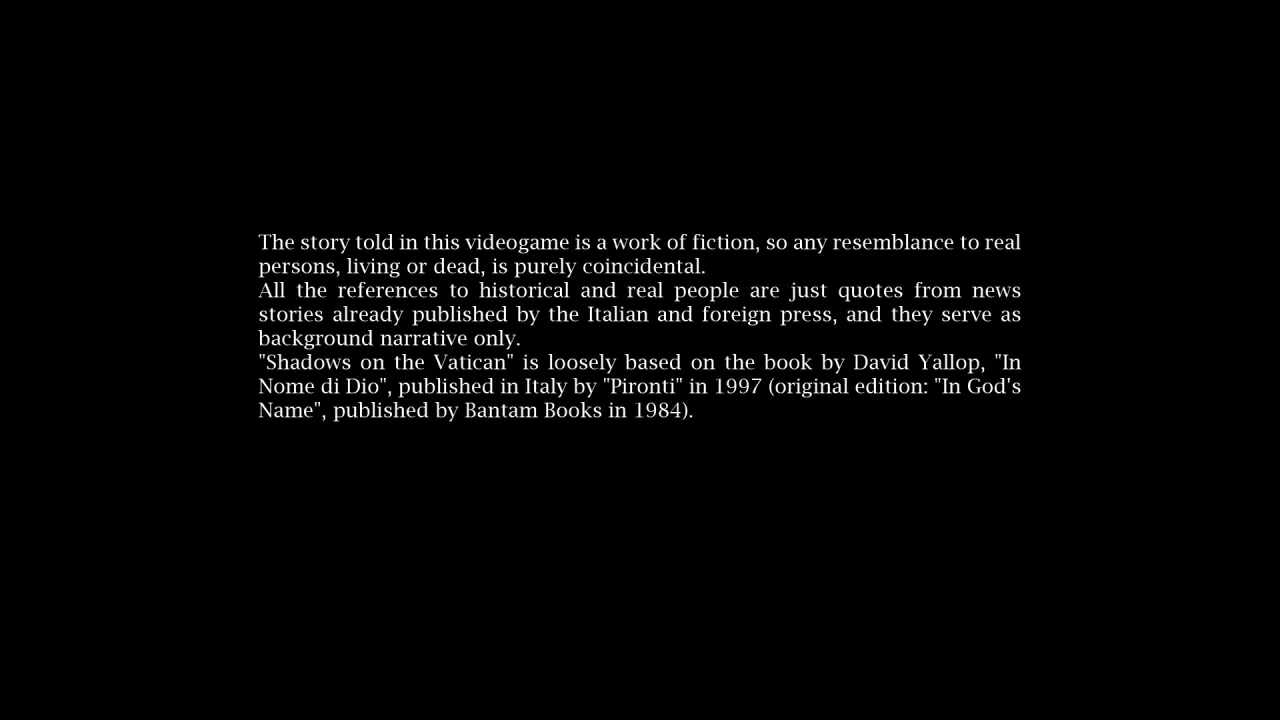 The story told in this videogame is a work of fiction, so any resemblance to real
persons, living or dead, is purely coincidental.
All the references to historical and real people are just quotes from news
stories already published by the Italian and foreign press, and they serve as
background narrative only.
"Shadows on the Vatican" is loosely based on the book by David Yallop, "In
Nome di Dio", published in Italy by "Pironti" in 1997 (original edition: "In God's
Name", published by Bantam Books in 1984).